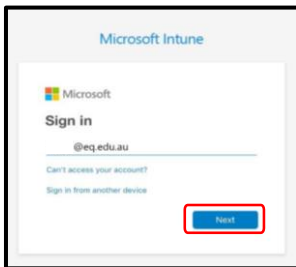 Microsoft Intune
Microsoft
Sign in
@eq.edu.au
Can't access your account?
Sign in from another device
Next